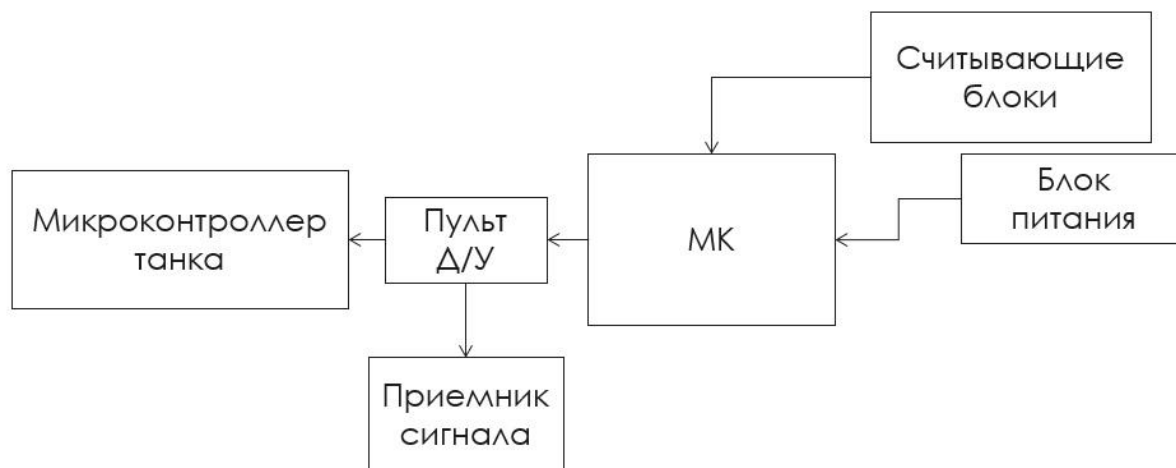 Считывающие
блоки
Блок
питания
Микроконтроллер
танка
Пульт
Д/У
МК
Приемник
сигнала